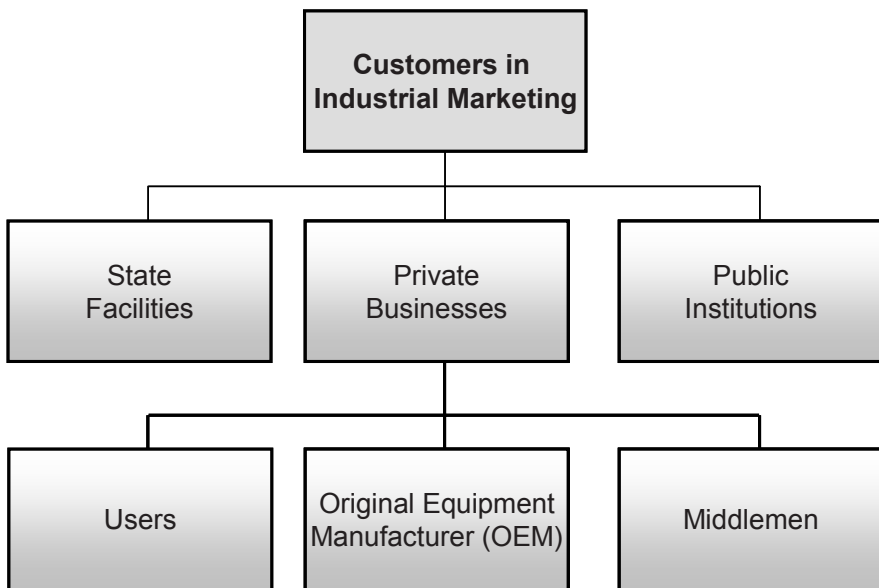 Customers in
Industrial Marketing
State
Facilities
Private
Businesses
Public
Institutions
Users
Original Equipment
Manufacturer (OEM)
Middlemen